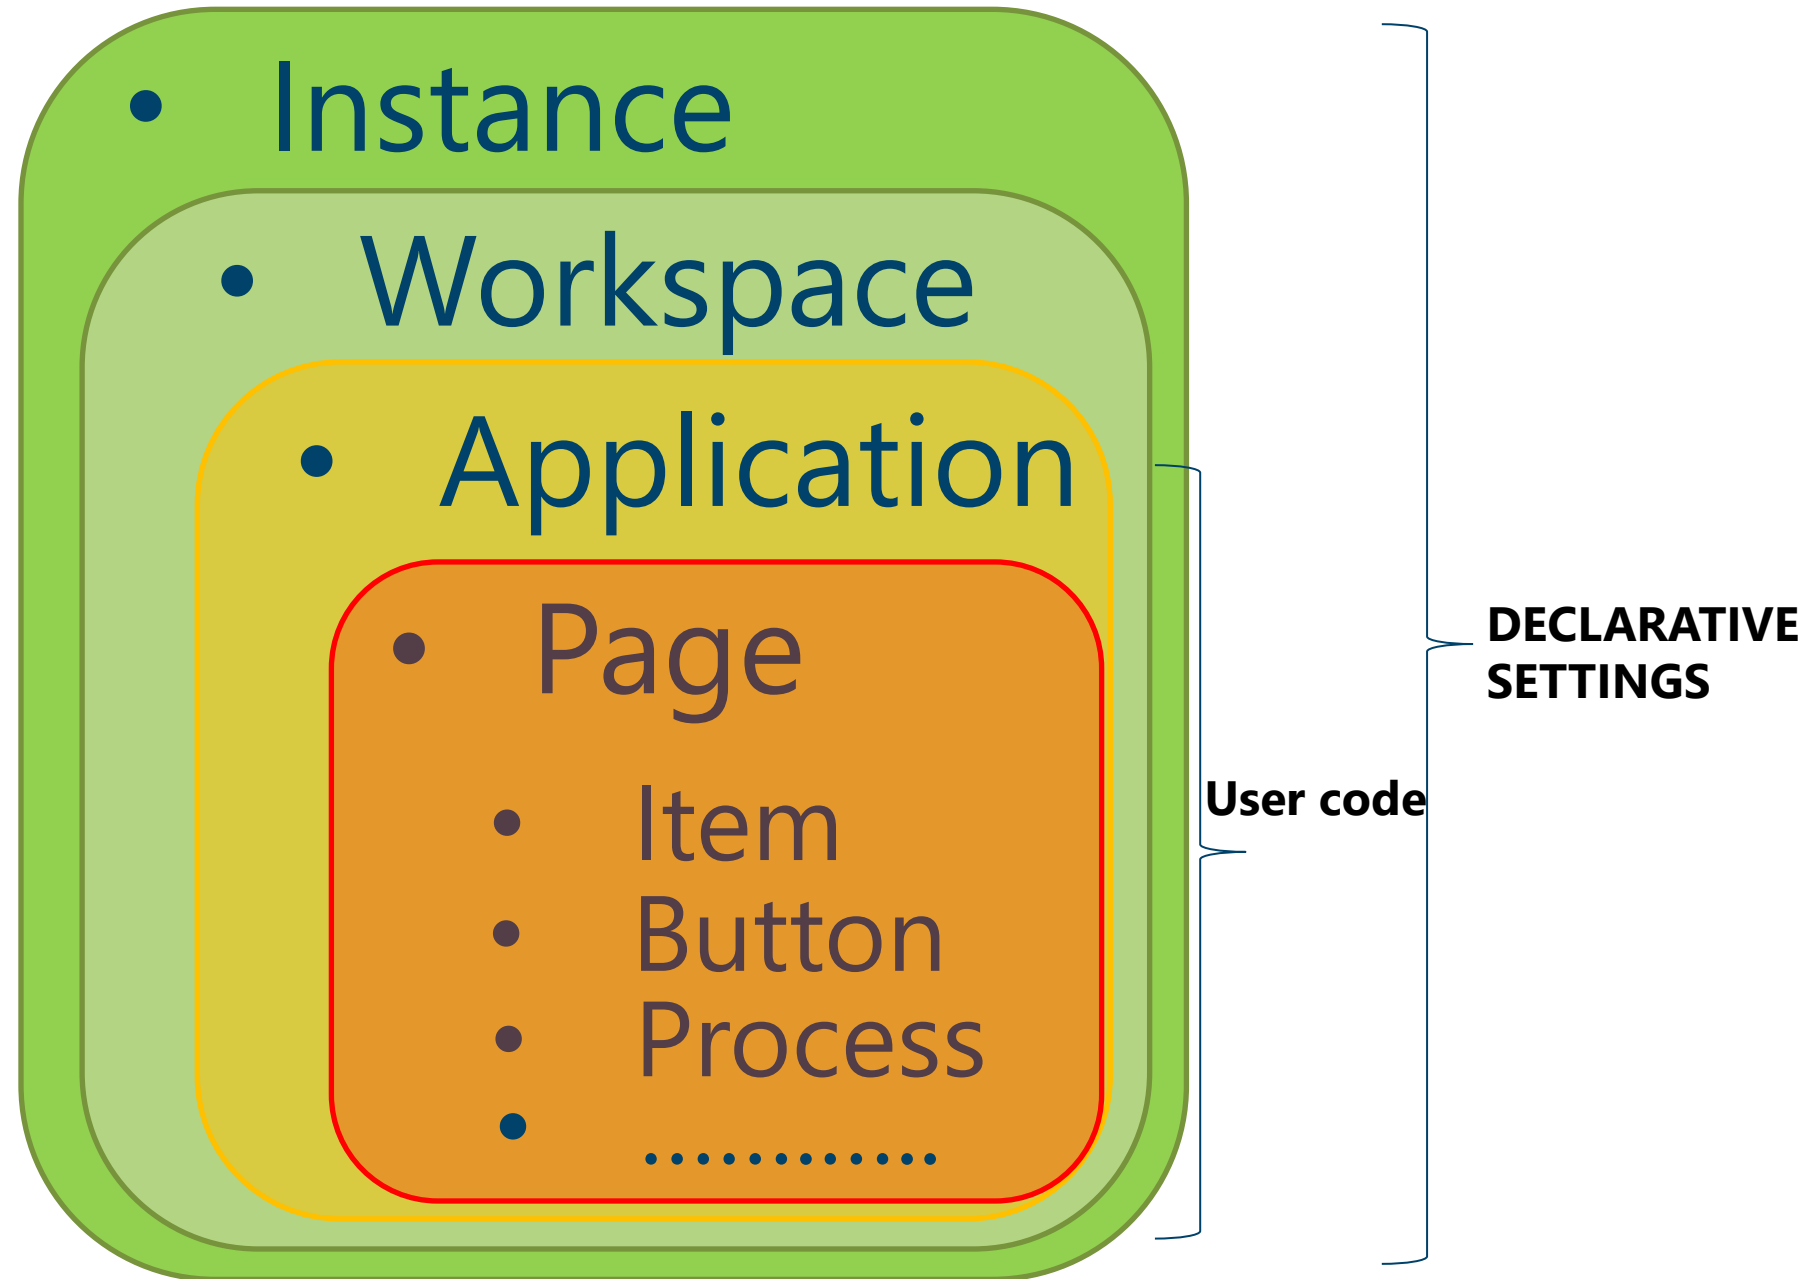 • Instance
• Workspace
• Application
• Page
• Item
• Button
• Process
• ............
User code
DECLARATIVE
SETTINGS